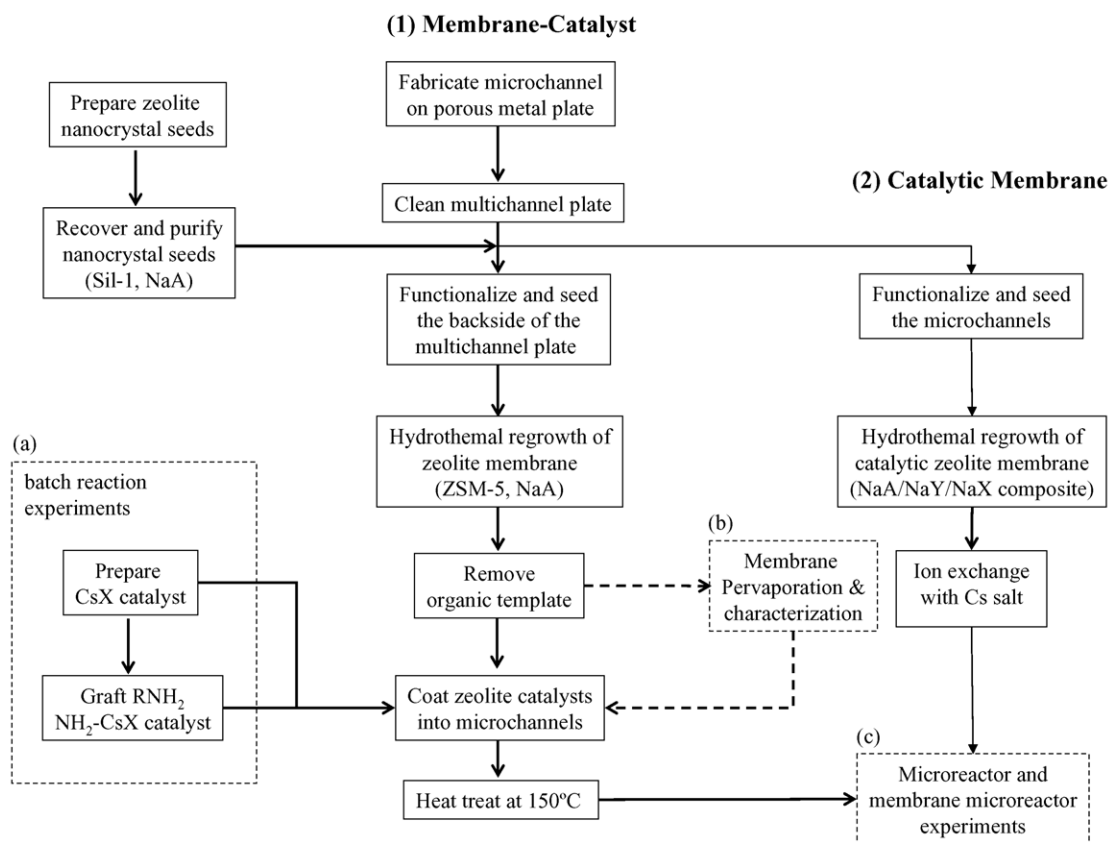 (1) Membrane-Catalyst
Prepare zeolite
nanocrystal seeds
Fabricate microchannel
on porous metal plate
(2) Catalytic Membrane
Clean multichannel plate
Recover and purify
nanocrystal seeds
(Sil-1, NaA)
Functionalize and seed
the backside of the
multichannel plate
Functionalize and seed
the microchannels
Hydrothemal regrowth of
zeolite membrane
(ZSM-5, NaA)
Hydrothemal regrowth of
catalytic zeolite membrane
(NaA/NaY/NaX composite)
(a)
batch reaction
experiments
Prepare
CsX catalyst
Graft RNH₂
NH₂-CsX catalyst
Remove
organic template
(b)
Membrane
Pervaporation &
characterization
Ion exchange
with Cs salt
Coat zeolite catalysts
into microchannels
Heat treat at 150ºC
(c)
Microreactor and
membrane microreactor
experiments